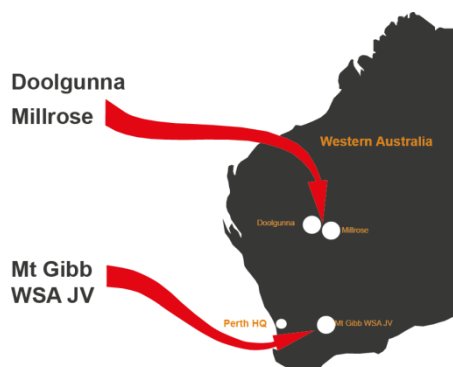 Doolgunna
Millrose
Western Australia
Doolgunna
Millrose
Mt Gibb
WSA JV
Perth HQ
Mt Gibb WSA JV